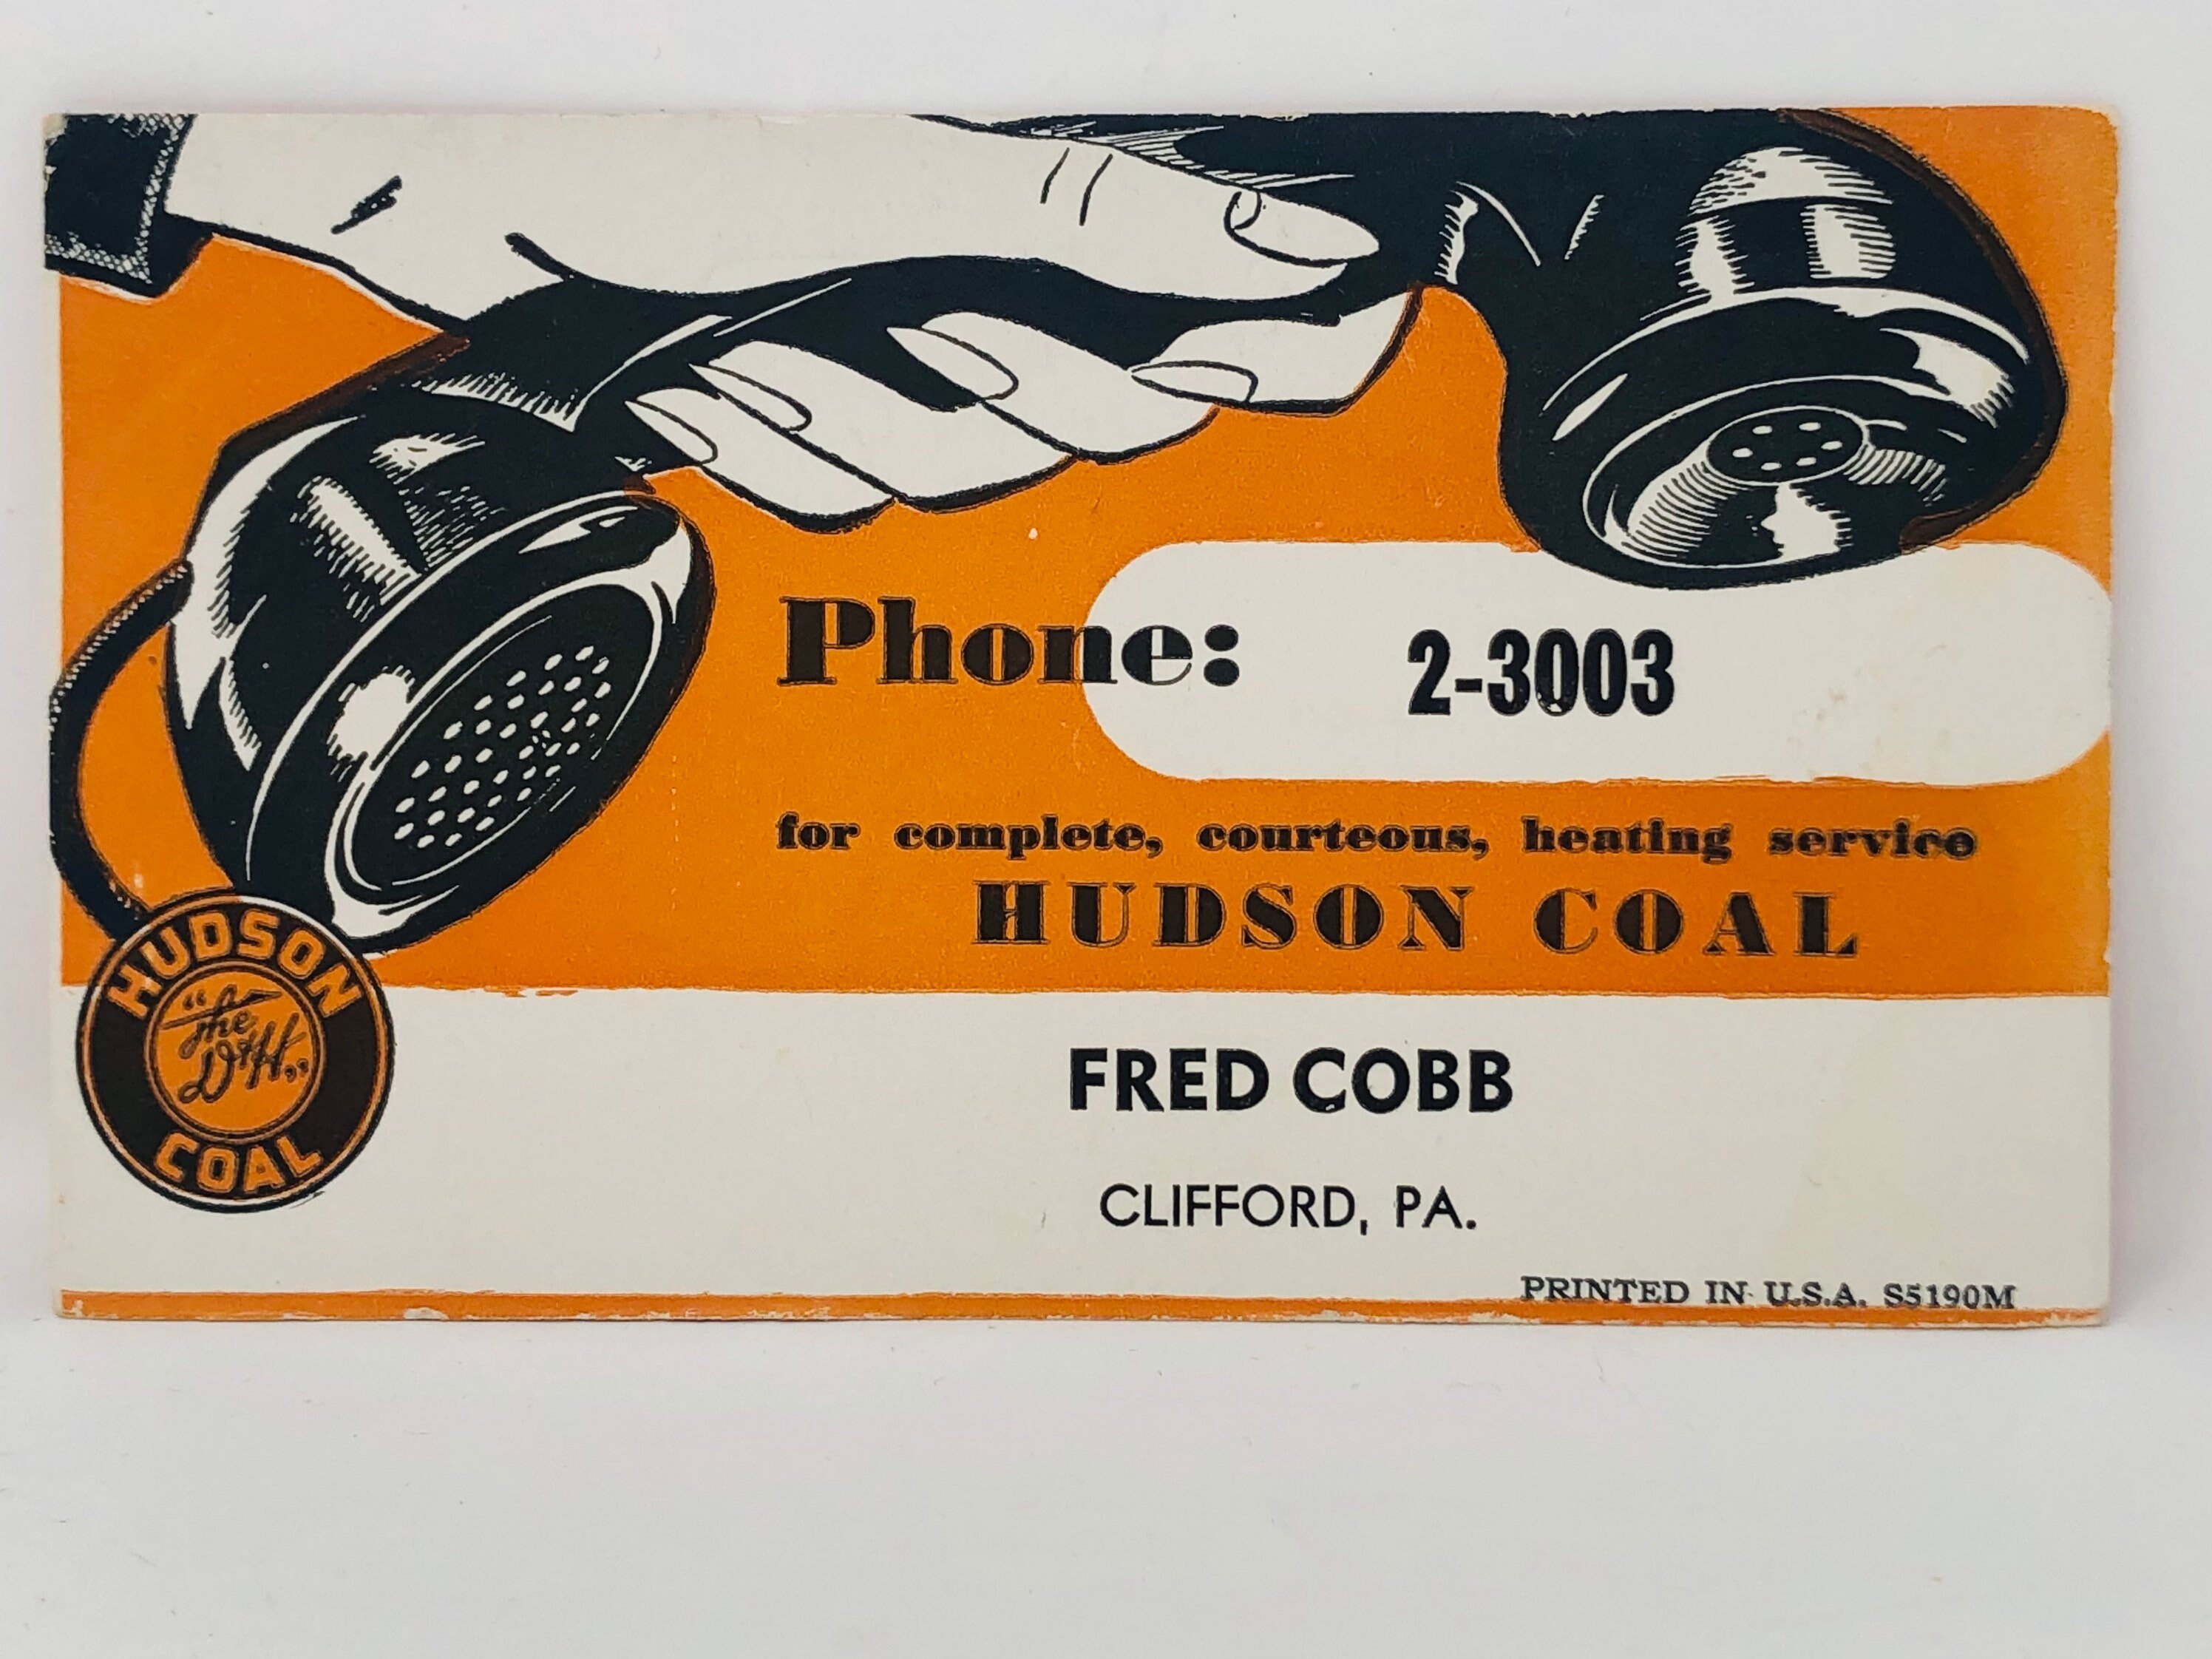 Phone: 2-3003
for complete, courteous, heating service
HUDSON COAL
HUDSON
"The
D&H"
COAL
FRED COBB
CLIFFORD, PA.
PRINTED IN U.S.A. S5190M